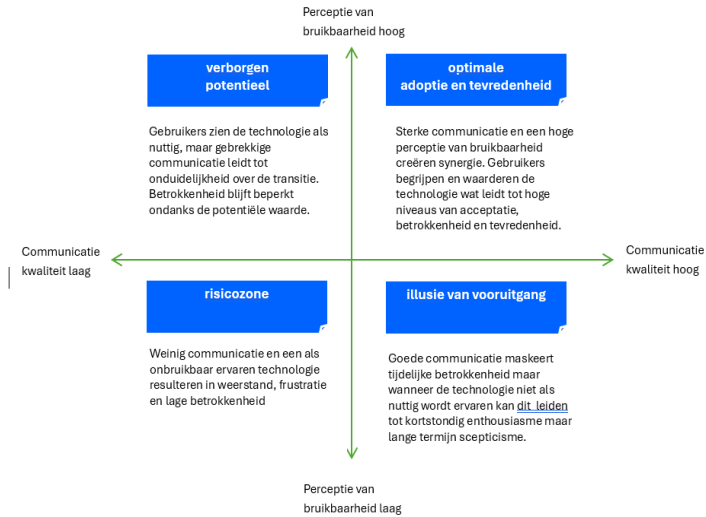 Perceptie van
bruikbaarheid hoog
verborgen
potentieel
Gebruikers zien de technologie als
nuttig, maar gebrekkige
communicatie leidt tot
onduidelijkheid over de transitie.
Betrokkenheid blijft beperkt
ondanks de potentiële waarde.
optimale
adoptie en tevredenheid
Sterke communicatie en een hoge
perceptie van bruikbaarheid
creëren synergie. Gebruikers
begrijpen en waarderen de
technologie wat leidt tot hoge
niveaus van acceptatie,
betrokkenheid en tevredenheid.
Communicatie
kwaliteit laag
Communicatie
kwaliteit hoog
risicozone
Weinig communicatie en een als
onbruikbaar ervaren technologie
resulteren in weerstand, frustratie
en lage betrokkenheid
illusie van vooruitgang
Goede communicatie maskeert
tijdelijke betrokkenheid maar
wanneer de technologie niet als
nuttig wordt ervaren kan dit leiden
tot kortstondig enthousiasme maar
lange termijn scepticisme.
Perceptie van
bruikbaarheid laag